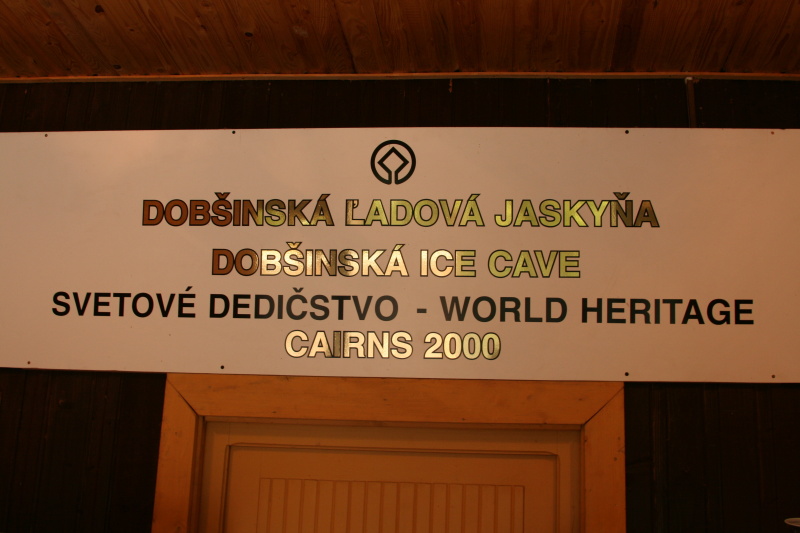 DOBŠINSKÁ ĽADOVÁ JASKYŇA
DOBŠINSKÁ ICE CAVE
SVETOVÉ DEDIČSTVO - WORLD HERITAGE
CAIRNS 2000